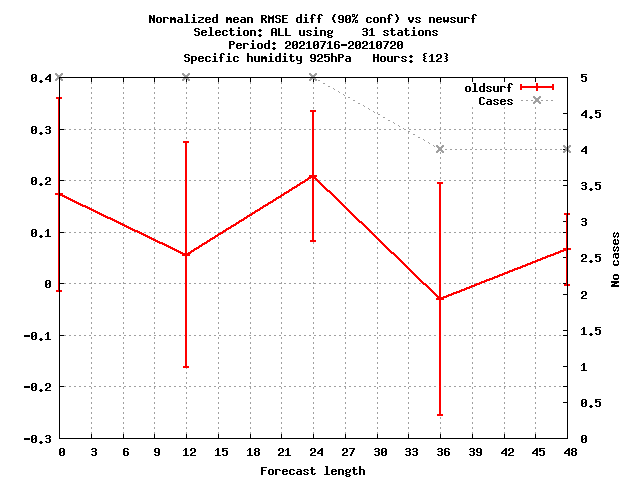 Normalized mean RMSE diff (90% conf) vs newsurf
Selection: ALL using    31 stations
Period: 20210716-20210720
Specific humidity 925hPa   Hours: {12}
oldsurf
Cases
0.4
0.3
0.2
0.1
0
-0.1
-0.2
-0.3
5
4.5
4
3.5
3
2.5
2
1.5
1
0.5
0
No cases
0 3 6 9 12 15 18 21 24 27 30 33 36 39 42 45 48
Forecast length